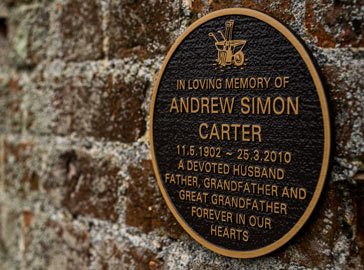 IN LOVING MEMORY OF
ANDREW SIMON
CARTER
11.5.1902 ~ 25.3.2010
A DEVOTED HUSBAND
FATHER, GRANDFATHER AND
GREAT GRANDFATHER
FOREVER IN OUR
HEARTS